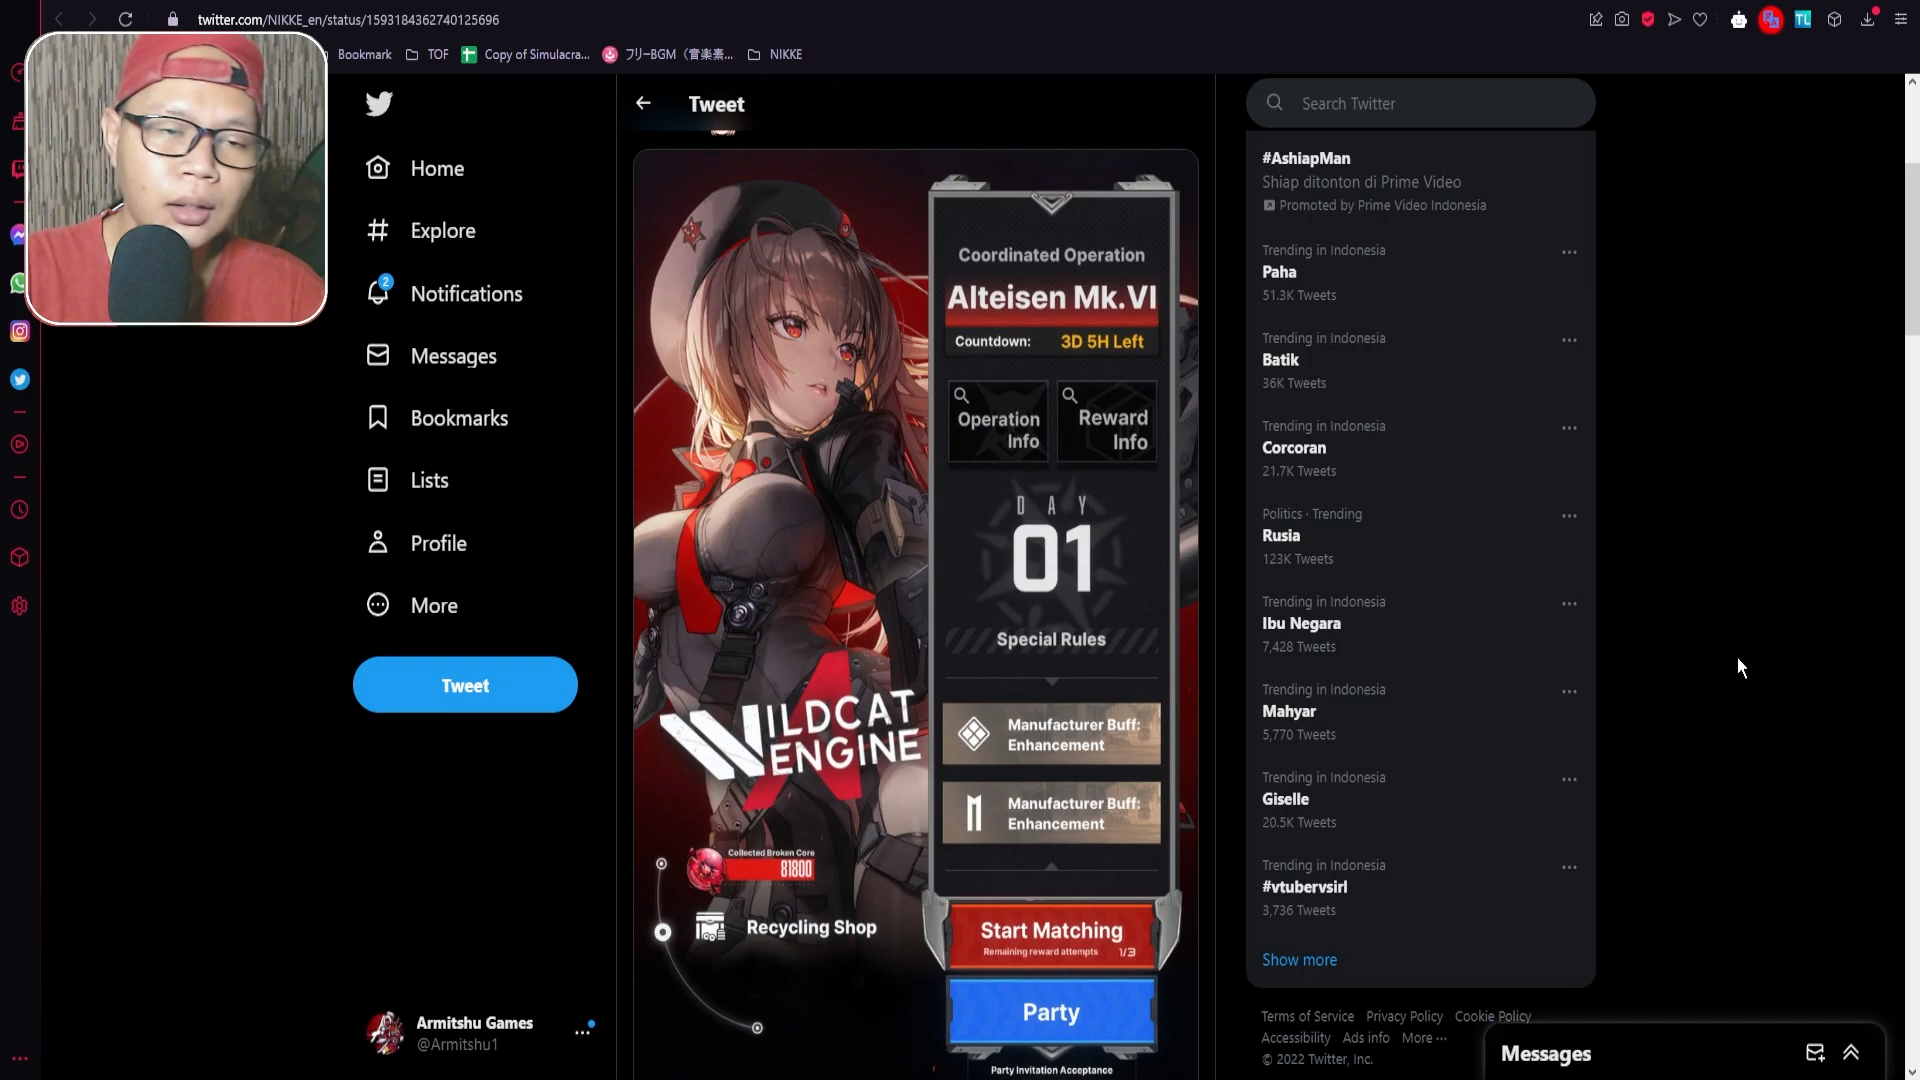 twitter.com/NIKKE_en/status/1593184362740125696
Bookmark
TOF
Copy of Simulacra...
フリーBGM（音楽素...
NIKKE
TL
Home
Explore
2
Notifications
Messages
Bookmarks
Lists
Profile
More
Tweet
Armitshu Games
@Armitshu1
Tweet
Coordinated Operation
Alteisen Mk.VI
Countdown: 3D 5H Left
Operation
Info
Reward
Info
DAY
01
Special Rules
Manufacturer Buff:
Enhancement
Manufacturer Buff:
Enhancement
WILDCAT
ENGINE
Collected Broken Core
81800
Recycling Shop
Start Matching
Remaining reward attempts 1/3
Party
Party Invitation Acceptance
Search Twitter
#AshiapMan
Shiap ditonton di Prime Video
Promoted by Prime Video Indonesia
Trending in Indonesia
Paha
51.3K Tweets
Trending in Indonesia
Batik
36K Tweets
Trending in Indonesia
Corcoran
21.7K Tweets
Politics · Trending
Rusia
123K Tweets
Trending in Indonesia
Ibu Negara
7,428 Tweets
Trending in Indonesia
Mahyar
5,770 Tweets
Trending in Indonesia
Giselle
20.5K Tweets
Trending in Indonesia
#vtubervsirl
3,736 Tweets
Show more
Terms of Service Privacy Policy Cookie Policy
Accessibility Ads info More ···
© 2022 Twitter, Inc.
Messages